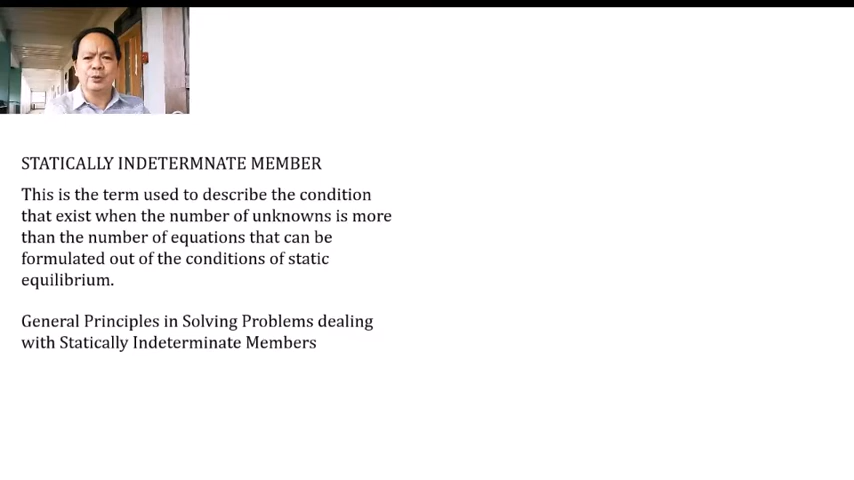 STATICALLY INDETERMNATE MEMBER
This is the term used to describe the condition
that exist when the number of unknowns is more
than the number of equations that can be
formulated out of the conditions of static
equilibrium.
General Principles in Solving Problems dealing
with Statically Indeterminate Members